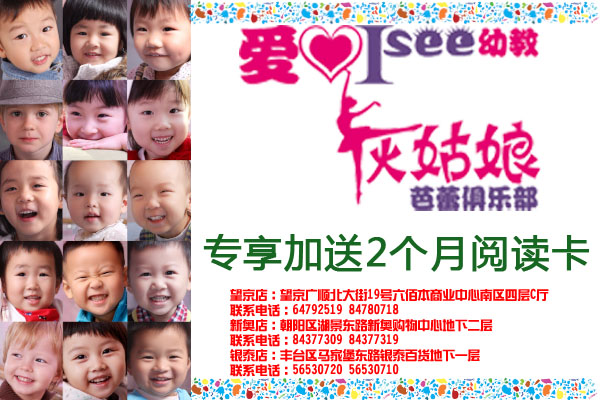 爱Isee幼教
灰姑娘
芭蕾俱乐部
专享加送2个月阅读卡
望京店：望京广顺北大街19号六佰本商业中心南区四层C厅
联系电话：64792519 84780718
新奥店：朝阳区湖景东路新奥购物中心地下二层
联系电话：84377309 84377319
银泰店：丰台区马家堡东路银泰百货地下一层
联系电话：56530720 56530710